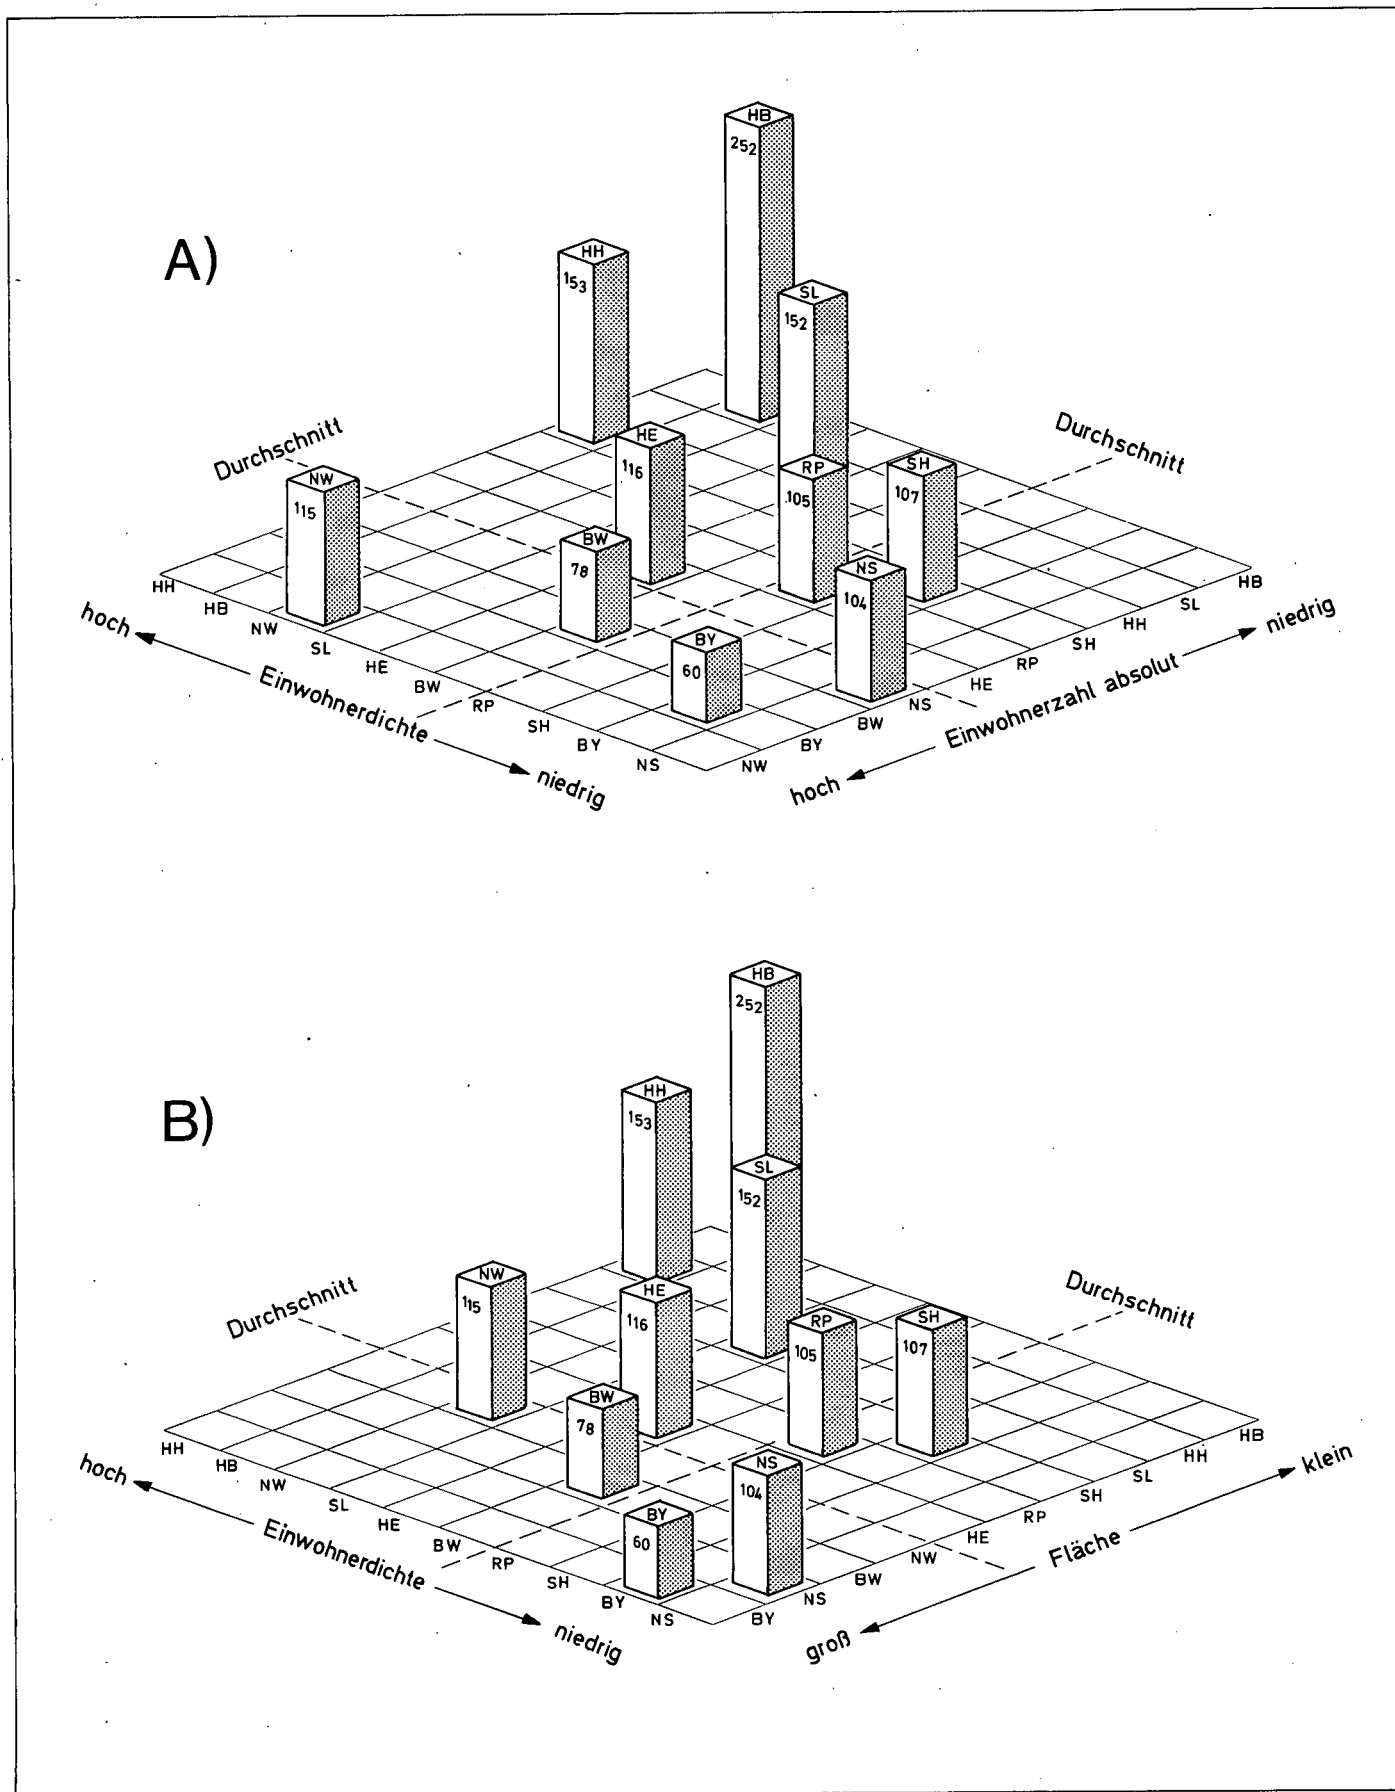 A)
HB
252
HH
153
SL
152
Durchschnitt
Durchschnitt
HE
116
NW
115
RP
105
SH
107
BW
78
NS
104
BY
60
HH
HB
NW
SL
HE
BW
RP
SH
BY
NS
hoch
Einwohnerdichte
niedrig
NW
BY
BW
NS
HE
RP
SH
HH
SL
HB
hoch
Einwohnerzahl absolut
niedrig
B)
HB
252
HH
153
SL
152
NW
115
HE
116
Durchschnitt
Durchschnitt
RP
105
SH
107
BW
78
NS
104
BY
60
HH
HB
NW
SL
HE
BW
RP
SH
BY
NS
hoch
Einwohnerdichte
niedrig
BY
NS
BW
NW
HE
RP
SH
SL
HH
HB
groß
Fläche
klein